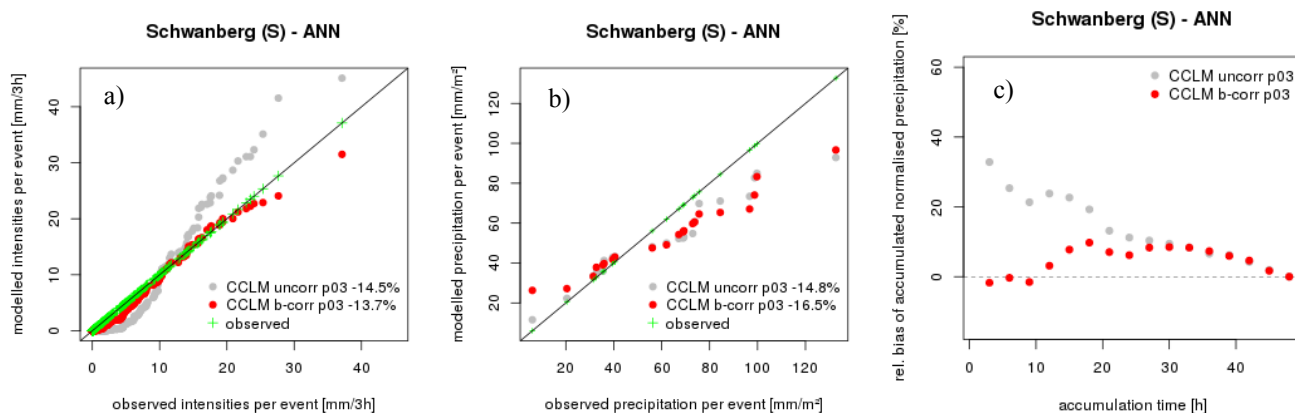 Schwanberg (S) - ANN
a)
modelled intensities per event [mm/3h]
40
30
20
10
0
CCLM uncorr p03 -14.5%
CCLM b-corr p03 -13.7%
observed
0 10 20 30 40
observed intensities per event [mm/3h]
Schwanberg (S) - ANN
b)
modelled precipitation per event [mm/m²]
120
100
80
60
40
20
CCLM uncorr p03 -14.8%
CCLM b-corr p03 -16.5%
observed
20 40 60 80 100 120
observed precipitation per event [mm/m²]
Schwanberg (S) - ANN
c)
rel. bias of accumulated normalised precipitation [%]
60
40
20
0
CCLM uncorr p03
CCLM b-corr p03
0 10 20 30 40 50
accumulation time [h]